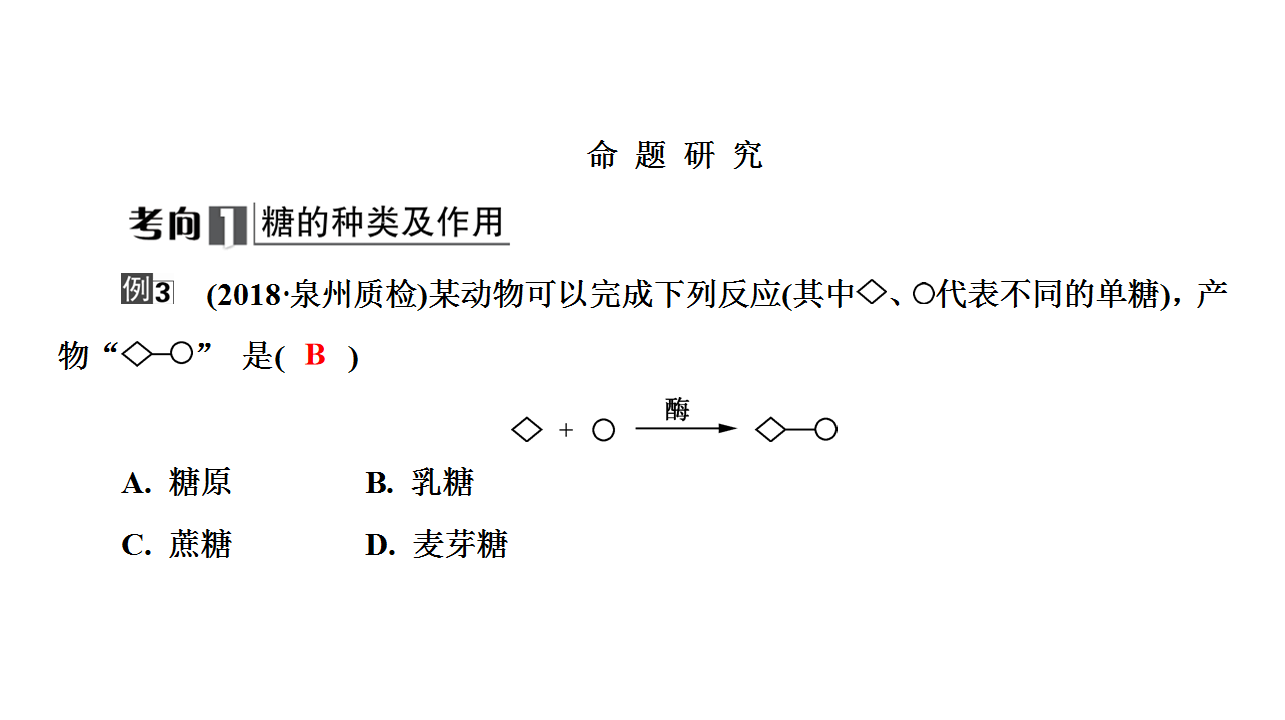 命 题 研 究
考向1 糖的种类及作用
例3 (2018·泉州质检)某动物可以完成下列反应(其中◇、○代表不同的单糖)，产
物“◇—○” 是( B )
◇ + ○ 酶→ ◇—○
A. 糖原 B. 乳糖
C. 蔗糖 D. 麦芽糖